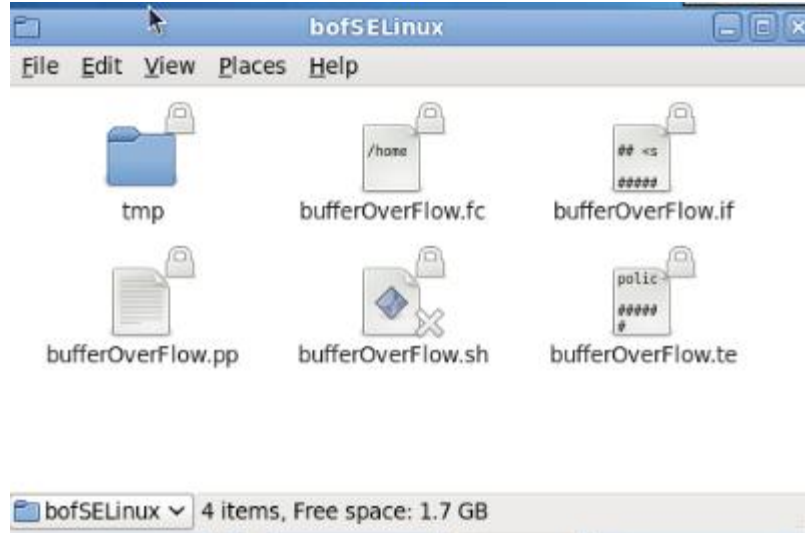 bofSELinux
File Edit View Places Help
/home
## <s
#####
tmp
bufferOverFlow.fc
bufferOverFlow.if
polic
#####
#
bufferOverFlow.pp
bufferOverFlow.sh
bufferOverFlow.te
bofSELinux
4 items, Free space: 1.7 GB